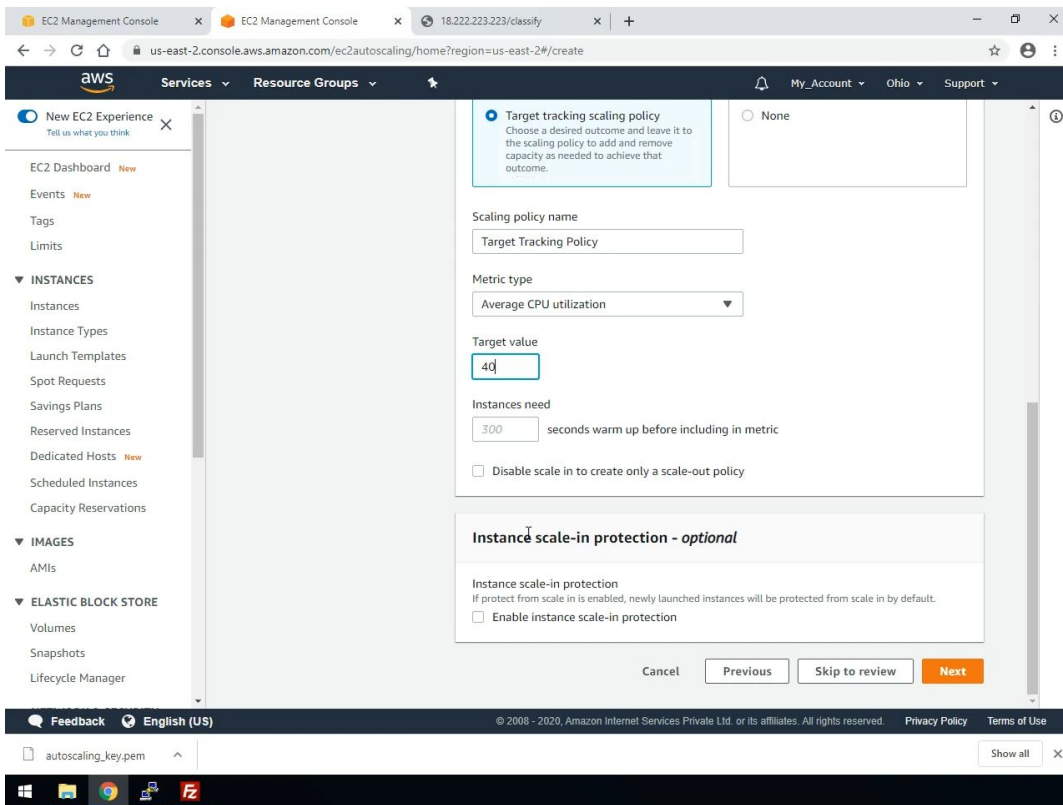 EC2 Management Console
EC2 Management Console
18.222.223.223/classify
us-east-2.console.aws.amazon.com/ec2autoscaling/home?region=us-east-2#/create
aws
Services
Resource Groups
My_Account
Ohio
Support
New EC2 Experience
Tell us what you think
EC2 Dashboard New
Events New
Tags
Limits
INSTANCES
Instances
Instance Types
Launch Templates
Spot Requests
Savings Plans
Reserved Instances
Dedicated Hosts New
Scheduled Instances
Capacity Reservations
IMAGES
AMIs
ELASTIC BLOCK STORE
Volumes
Snapshots
Lifecycle Manager
Target tracking scaling policy
Choose a desired outcome and leave it to
the scaling policy to add and remove
capacity as needed to achieve that
outcome.
None
Scaling policy name
Target Tracking Policy
Metric type
Average CPU utilization
Target value
40
Instances need
300 seconds warm up before including in metric
Disable scale in to create only a scale-out policy
Instance scale-in protection - optional
Instance scale-in protection
If protect from scale in is enabled, newly launched instances will be protected from scale in by default.
Enable instance scale-in protection
Cancel
Previous
Skip to review
Next
Feedback
English (US)
© 2008 - 2020, Amazon Internet Services Private Ltd. or its affiliates. All rights reserved.
Privacy Policy
Terms of Use
autoscaling_key.pem
Show all